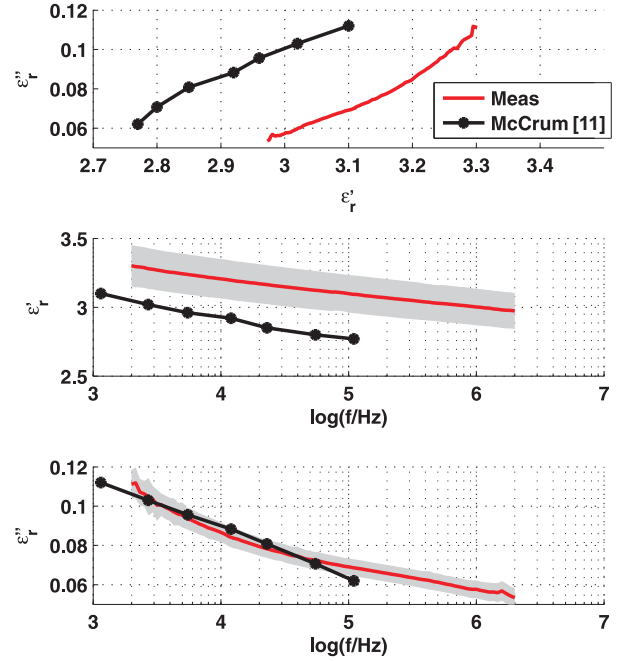 0.12
0.1
0.08
0.06
ε''r
2.7 2.8 2.9 3 3.1 3.2 3.3 3.4
ε'r
Meas
McCrum [11]
3.5
3
2.5
ε'r
3 4 5 6 7
log(f/Hz)
0.12
0.1
0.08
0.06
ε''r
3 4 5 6 7
log(f/Hz)